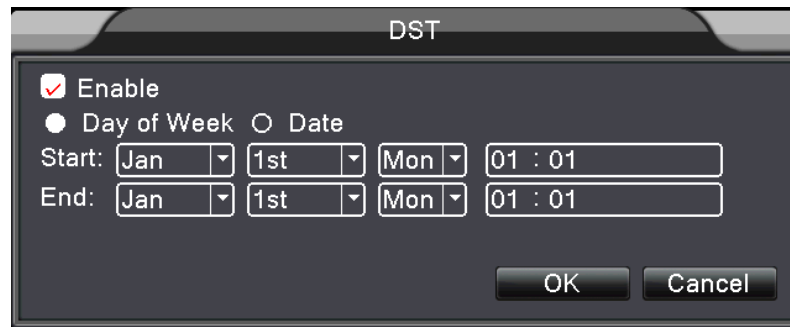 DST
Enable
Day of Week Date
Start: Jan 1st Mon 01 : 01
End: Jan 1st Mon 01 : 01
OK Cancel